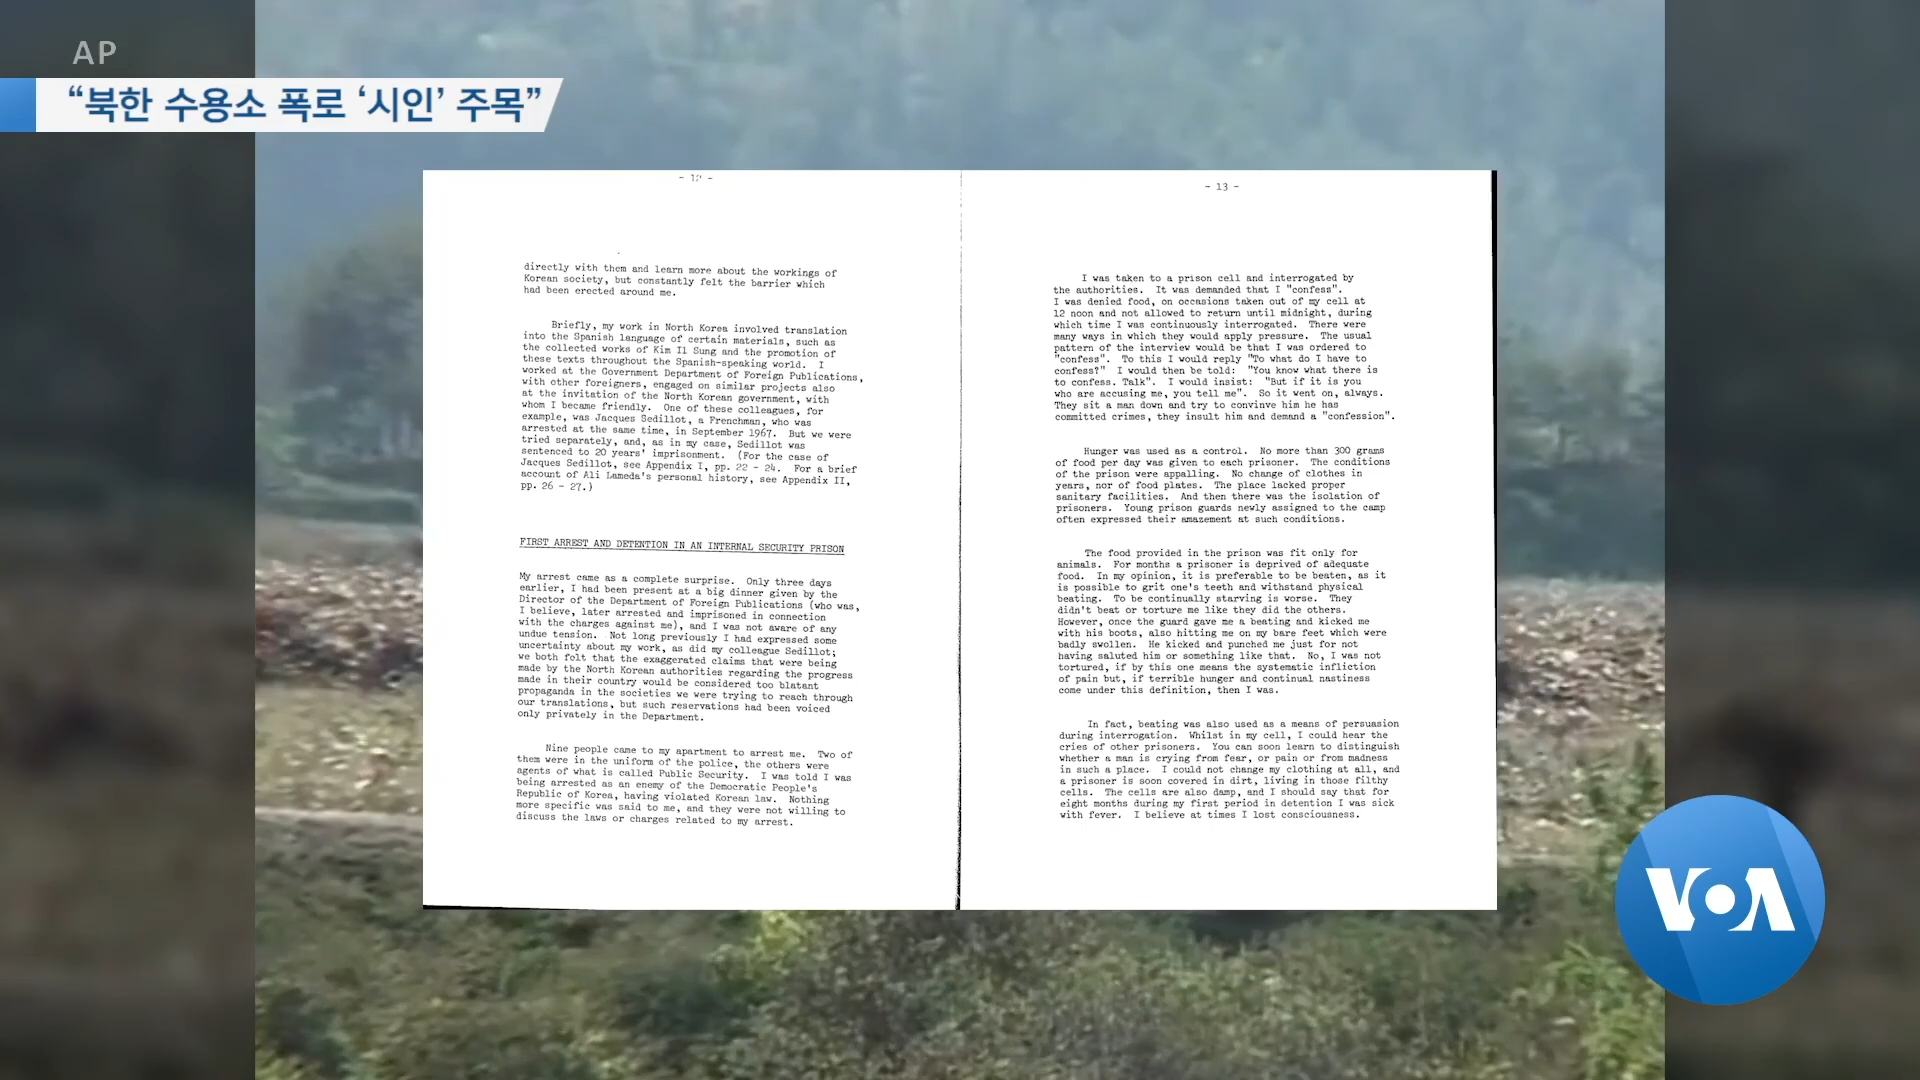 AP
“북한 수용소 폭로 ‘시인’ 주목”
directly with them and learn more about the workings of
Korean society, but constantly felt the barrier which
had been erected around me.
Briefly, my work in North Korea involved translation
into the Spanish language of certain materials, such as
the collected works of Kim Il Sung and the promotion of
these texts throughout the Spanish-speaking world. I
worked at the Government Department of Foreign Publications,
with other foreigners, engaged on similar projects also
at the invitation of the North Korean government, with
whom I became friendly. One of these colleagues, for
example, was Jacques Sedillot, a Frenchman, who was
arrested at the same time, in September 1967. But we were
tried separately, and, as in my case, Sedillot was
sentenced to 20 years' imprisonment. (For the case of
Jacques Sedillot, see Appendix I, pp. 22 - 24. For a brief
account of Ali Lameda's personal history, see Appendix II,
pp. 26 - 27.)
FIRST ARREST AND DETENTION IN AN INTERNAL SECURITY PRISON
My arrest came as a complete surprise. Only three days
earlier, I had been present at a big dinner given by the
Director of the Department of Foreign Publications (who was,
I believe, later arrested and imprisoned in connection
with the charges against me), and I was not aware of any
undue tension. Not long previously I had expressed some
uncertainty about my work, as did my colleague Sedillot;
we both felt that the exaggerated claims that were being
made by the North Korean authorities regarding the progress
made in their country would be considered too blatant
propaganda in the societies we were trying to reach through
our translations, but such reservations had been voiced
only privately in the Department.
Nine people came to my apartment to arrest me. Two of
them were in the uniform of the police, the others were
agents of what is called Public Security. I was told I was
being arrested as an enemy of the Democratic People's
Republic of Korea, having violated Korean law. Nothing
more specific was said to me, and they were not willing to
discuss the laws or charges related to my arrest.
- 13 -
I was taken to a prison cell and interrogated by
the authorities. It was demanded that I "confess".
I was denied food, on occasions taken out of my cell at
12 noon and not allowed to return until midnight, during
which time I was continuously interrogated. There were
many ways in which they would apply pressure. The usual
pattern of the interview would be that I was ordered to
"confess". To this I would reply "To what do I have to
confess?" I would then be told: "You know what there is
to confess. Talk". I would insist: "But if it is you
who are accusing me, you tell me". So it went on, always.
They sit a man down and try to convinve him he has
committed crimes, they insult him and demand a "confession".
Hunger was used as a control. No more than 300 grams
of food per day was given to each prisoner. The conditions
of the prison were appalling. No change of clothes in
years, nor of food plates. The place lacked proper
sanitary facilities. And then there was the isolation of
prisoners. Young prison guards newly assigned to the camp
often expressed their amazement at such conditions.
The food provided in the prison was fit only for
animals. For months a prisoner is deprived of adequate
food. In my opinion, it is preferable to be beaten, as it
is possible to grit one's teeth and withstand physical
beating. To be continually starving is worse. They
didn't beat or torture me like they did the others.
However, once the guard gave me a beating and kicked me
with his boots, also hitting me on my bare feet which were
badly swollen. He kicked and punched me just for not
having saluted him or something like that. No, I was not
tortured, if by this one means the systematic infliction
of pain but, if terrible hunger and continual nastiness
come under this definition, then I was.
In fact, beating was also used as a means of persuasion
during interrogation. Whilst in my cell, I could hear the
cries of other prisoners. You can soon learn to distinguish
whether a man is crying from fear, or pain or from madness
in such a place. I could not change my clothing at all, and
a prisoner is soon covered in dirt, living in those filthy
cells. The cells are also damp, and I should say that for
eight months during my first period in detention I was sick
with fever. I believe at times I lost consciousness.
VOA